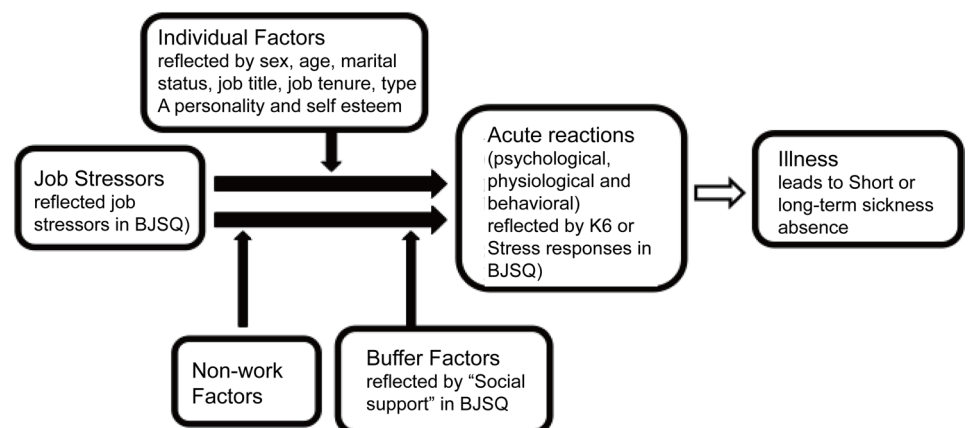 Individual Factors
reflected by sex, age, marital
status, job title, job tenure, type
A personality and self esteem
Job Stressors
reflected job
stressors in BJSQ)
Acute reactions
(psychological,
physiological and
behavioral)
reflected by K6 or
Stress responses in
BJSQ)
Illness
leads to Short or
long-term sickness
absence
Non-work
Factors
Buffer Factors
reflected by “Social
support” in BJSQ